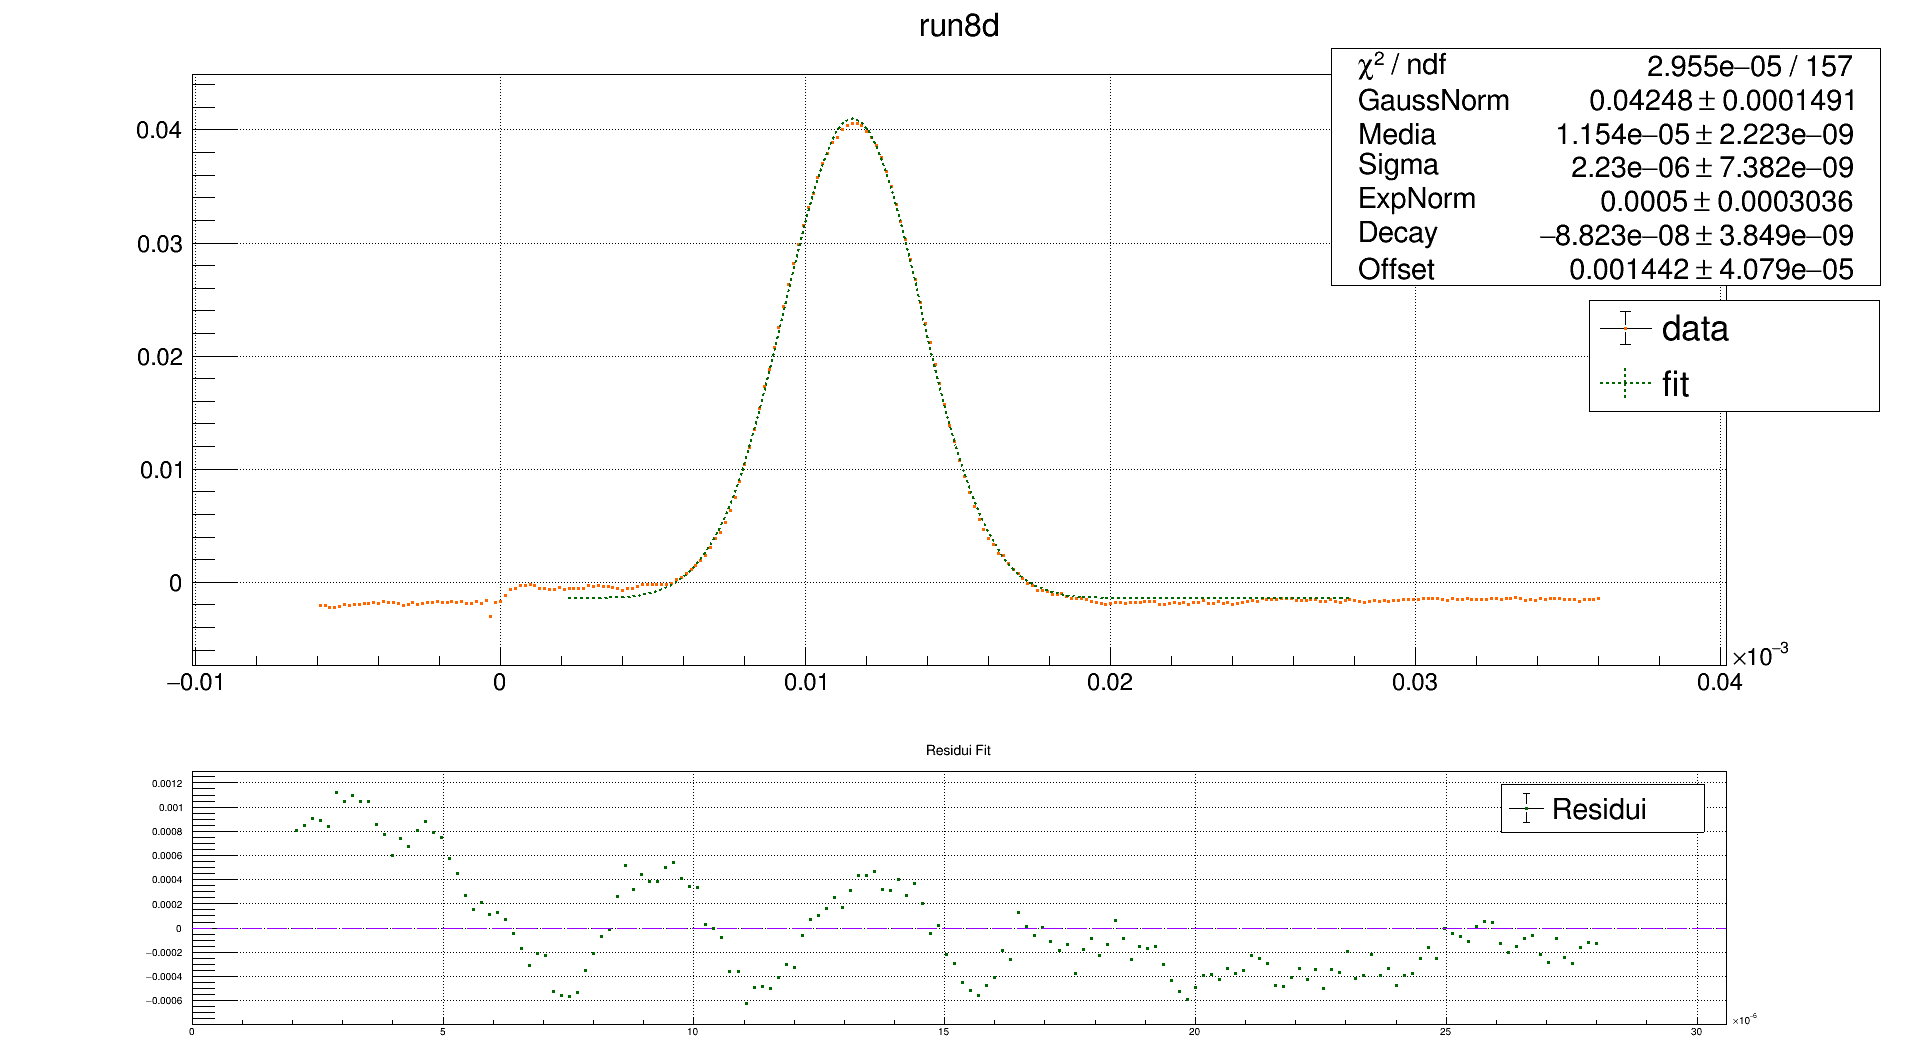 run8d
χ² / ndf 2.955e−05 / 157
GaussNorm 0.04248 ± 0.0001491
Media 1.154e−05 ± 2.223e−09
Sigma 2.23e−06 ± 7.382e−09
ExpNorm 0.0005 ± 0.0003036
Decay −8.823e−08 ± 3.849e−09
Offset 0.001442 ± 4.079e−05
data
fit
0.04
0.03
0.02
0.01
0
−0.01 0 0.01 0.02 0.03 0.04
×10⁻³
Residui Fit
Residui
0.0012
0.001
0.0008
0.0006
0.0004
0.0002
0
−0.0002
−0.0004
−0.0006
0 5 10 15 20 25 30
×10⁻⁶